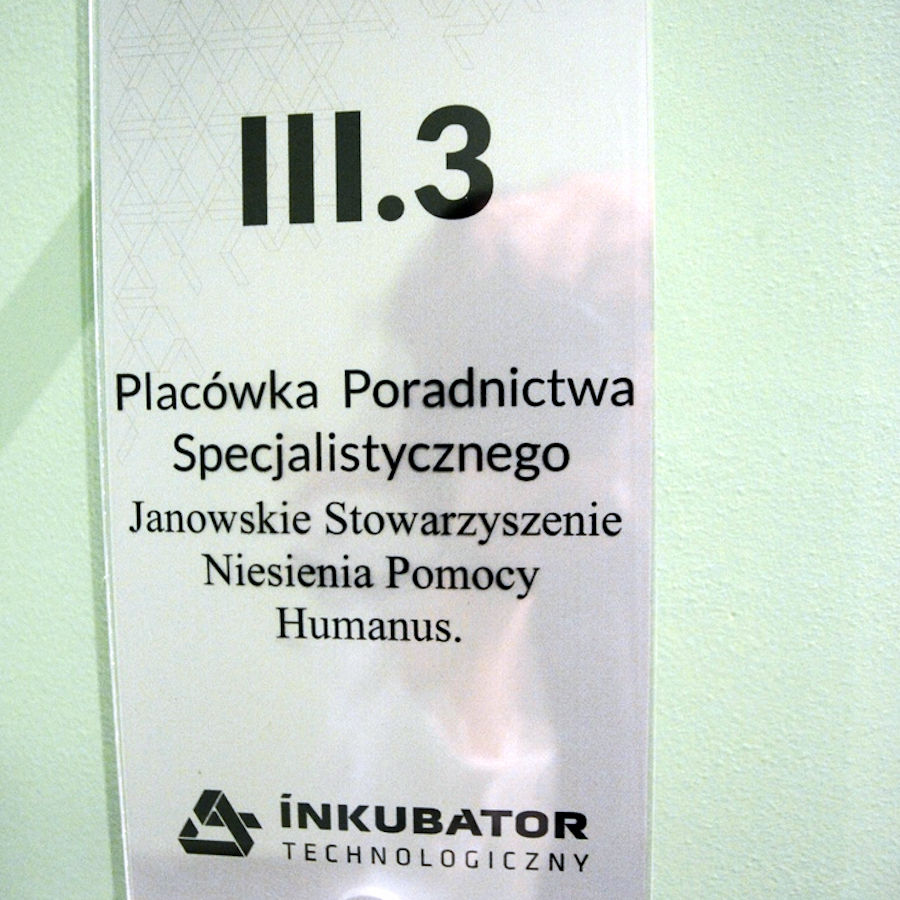 III.3
Placówka Poradnictwa
Specjalistycznego
Janowskie Stowarzyszenie
Niesienia Pomocy
Humanus.
INKUBATOR
TECHNOLOGICZNY